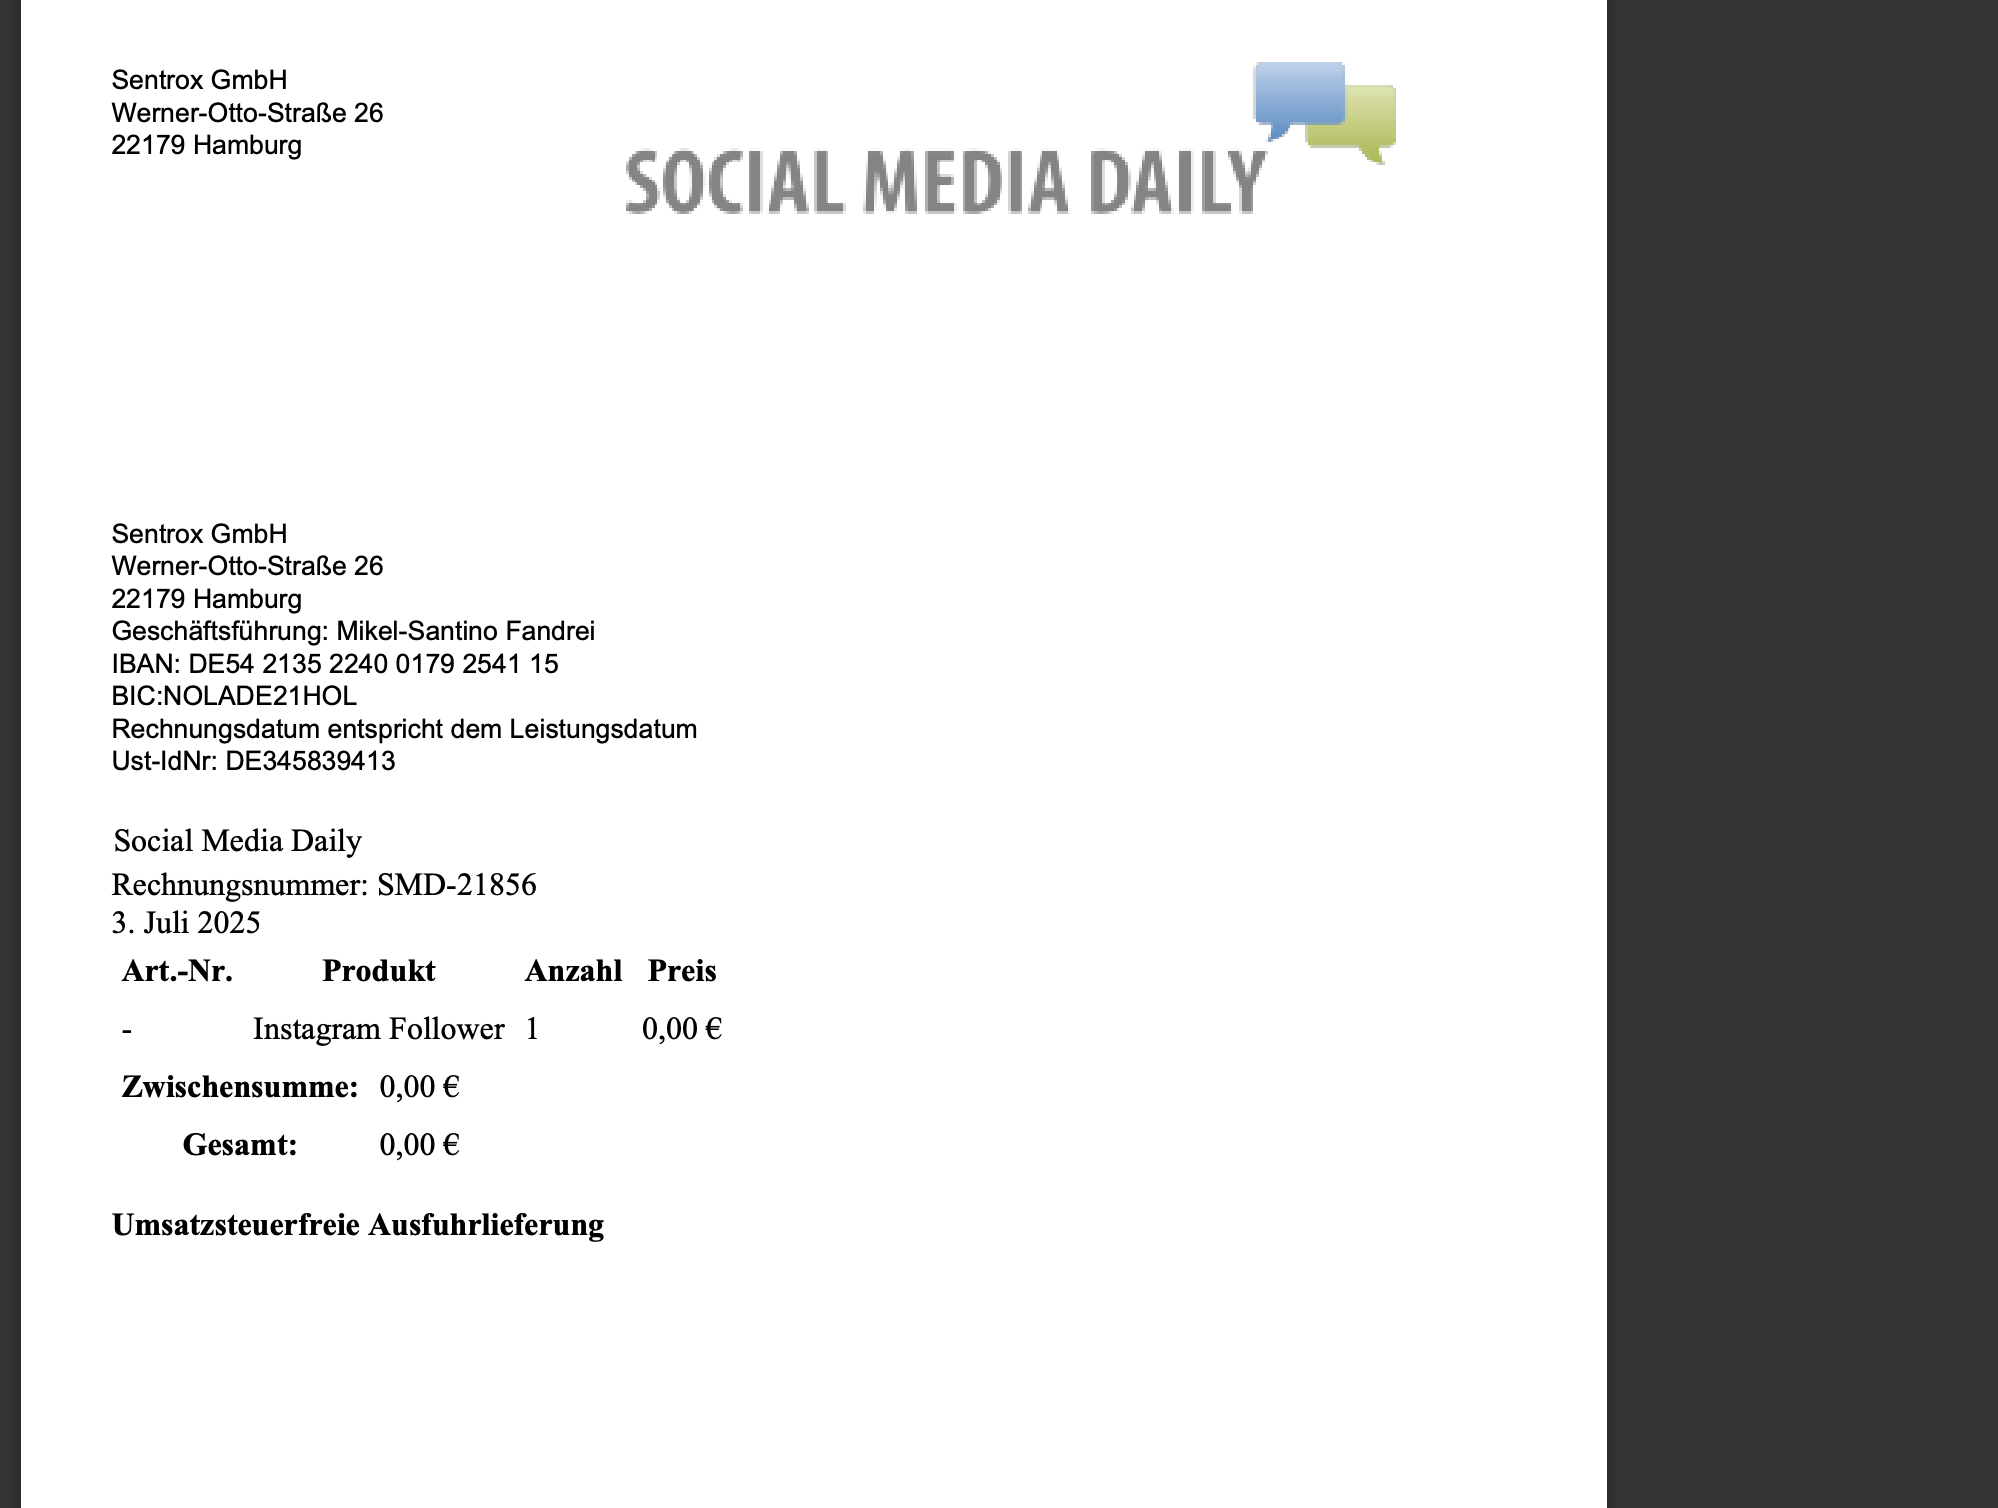 Sentrox GmbH
Werner-Otto-Straße 26
22179 Hamburg
SOCIAL MEDIA DAILY
Sentrox GmbH
Werner-Otto-Straße 26
22179 Hamburg
Geschäftsführung: Mikel-Santino Fandrei
IBAN: DE54 2135 2240 0179 2541 15
BIC:NOLADE21HOL
Rechnungsdatum entspricht dem Leistungsdatum
Ust-IdNr: DE345839413
Social Media Daily
Rechnungsnummer: SMD-21856
3. Juli 2025
Art.-Nr. Produkt Anzahl Preis
- Instagram Follower 1 0,00 €
Zwischensumme: 0,00 €
Gesamt: 0,00 €
Umsatzsteuerfreie Ausfuhrlieferung